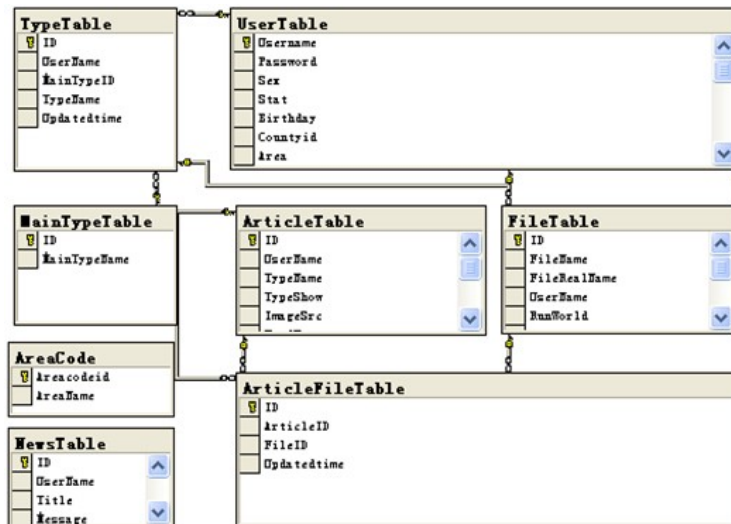 TypeTable
ID
UserName
MainTypeID
TypeName
Updatedtime
UserTable
Username
Password
Sex
Stat
Birthday
Countyid
Area
MainTypeTable
ID
MainTypeName
ArticleTable
ID
UserName
TypeName
TypeShow
ImageSrc
FileTable
ID
FileName
FileRealName
UserName
RunWorld
AreaCode
Areacodeid
AreaName
ArticleFileTable
ID
ArticleID
FileID
Updatedtime
NewsTable
ID
UserName
Title
Message